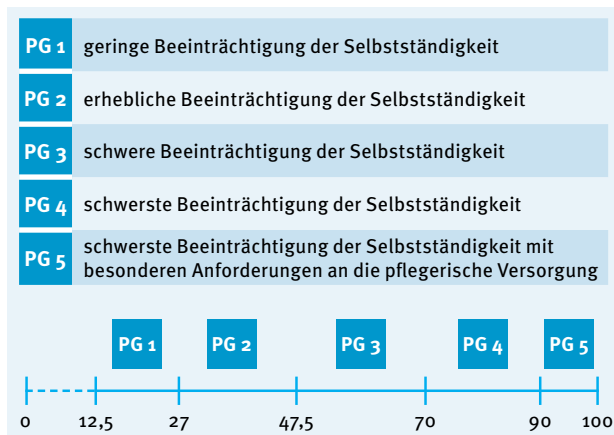 PG 1 geringe Beeinträchtigung der Selbstständigkeit
PG 2 erhebliche Beeinträchtigung der Selbstständigkeit
PG 3 schwere Beeinträchtigung der Selbstständigkeit
PG 4 schwerste Beeinträchtigung der Selbstständigkeit
PG 5 schwerste Beeinträchtigung der Selbstständigkeit mit
besonderen Anforderungen an die pflegerische Versorgung
PG 1 PG 2 PG 3 PG 4 PG 5
0 12,5 27 47,5 70 90 100